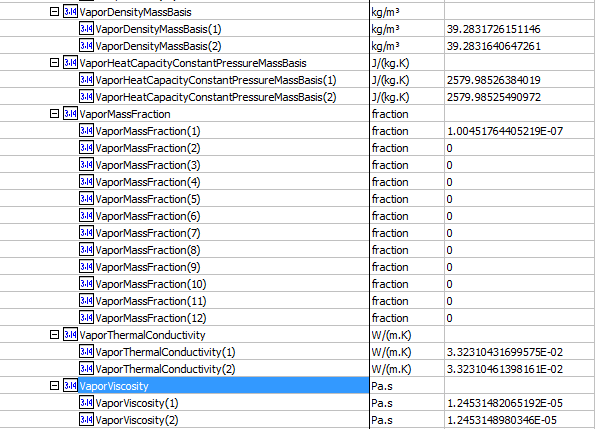 VaporDensityMassBasis kg/m³
VaporDensityMassBasis(1) kg/m³ 39.2831726151146
VaporDensityMassBasis(2) kg/m³ 39.2831640647261
VaporHeatCapacityConstantPressureMassBasis J/(kg.K)
VaporHeatCapacityConstantPressureMassBasis(1) J/(kg.K) 2579.98526384019
VaporHeatCapacityConstantPressureMassBasis(2) J/(kg.K) 2579.98525490972
VaporMassFraction fraction
VaporMassFraction(1) fraction 1.00451764405219E-07
VaporMassFraction(2) fraction 0
VaporMassFraction(3) fraction 0
VaporMassFraction(4) fraction 0
VaporMassFraction(5) fraction 0
VaporMassFraction(6) fraction 0
VaporMassFraction(7) fraction 0
VaporMassFraction(8) fraction 0
VaporMassFraction(9) fraction 0
VaporMassFraction(10) fraction 0
VaporMassFraction(11) fraction 0
VaporMassFraction(12) fraction 0
VaporThermalConductivity W/(m.K)
VaporThermalConductivity(1) W/(m.K) 3.32310431699575E-02
VaporThermalConductivity(2) W/(m.K) 3.32310461398161E-02
VaporViscosity Pa.s
VaporViscosity(1) Pa.s 1.24531482065192E-05
VaporViscosity(2) Pa.s 1.2453148980346E-05